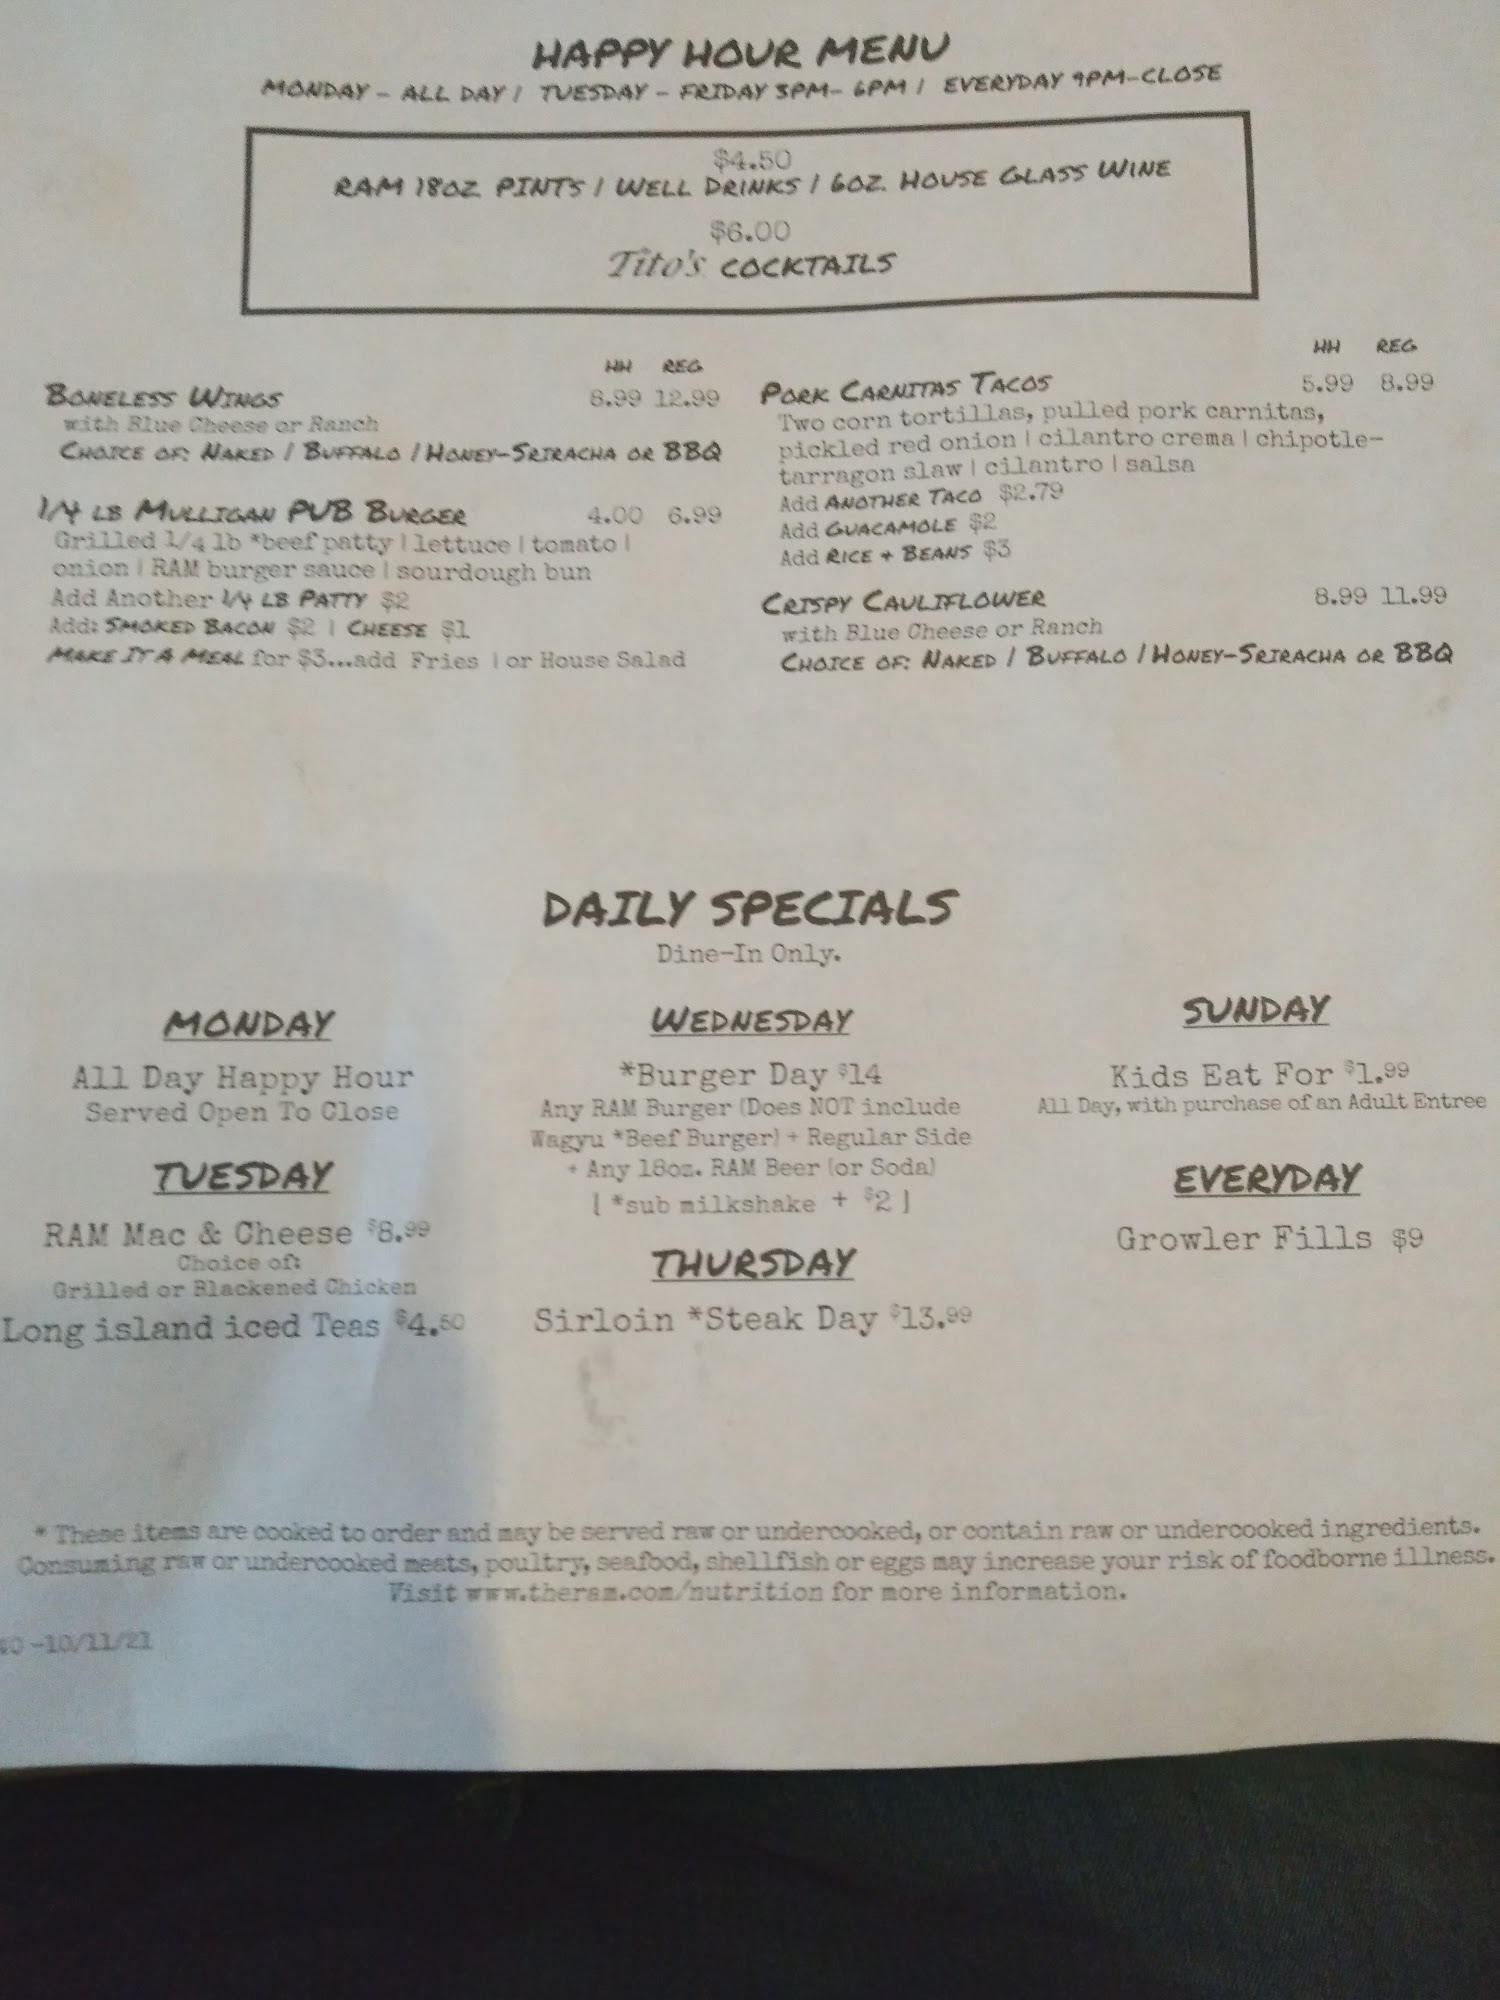 HAPPY HOUR MENU
MONDAY - ALL DAY / TUESDAY - FRIDAY 3PM- 6PM / EVERYDAY 9PM-CLOSE
$4.50
RAM 18OZ PINTS / WELL DRINKS / 6OZ. HOUSE GLASS WINE
$6.00
Tito's COCKTAILS
HH REG
BONELESS WINGS 8.99 12.99
with Blue Cheese or Ranch
CHOICE OF: NAKED / BUFFALO / HONEY-SRIRACHA OR BBQ
1/4 LB MULLIGAN PUB BURGER 4.00 6.99
Grilled 1/4 lb *beef patty | lettuce | tomato |
onion | RAM burger sauce | sourdough bun
Add Another 1/4 LB PATTY $2
Add: SMOKED BACON $2 | CHEESE $1
MAKE IT A MEAL for $3...add Fries | or House Salad
HH REG
PORK CARNITAS TACOS 5.99 8.99
Two corn tortillas, pulled pork carnitas,
pickled red onion | cilantro crema | chipotle-
tarragon slaw | cilantro | salsa
Add ANOTHER TACO $2.79
Add GUACAMOLE $2
Add RICE + BEANS $3
CRISPY CAULIFLOWER 8.99 11.99
with Blue Cheese or Ranch
CHOICE OF: NAKED / BUFFALO / HONEY-SRIRACHA OR BBQ
DAILY SPECIALS
Dine-In Only.
MONDAY
All Day Happy Hour
Served Open To Close
TUESDAY
RAM Mac & Cheese $8.99
Choice of:
Grilled or Blackened Chicken
Long island iced Teas $4.50
WEDNESDAY
*Burger Day $14
Any RAM Burger (Does NOT include
Wagyu *Beef Burger) + Regular Side
+ Any 18oz. RAM Beer (or Soda)
[ *sub milkshake + $2 ]
THURSDAY
Sirloin *Steak Day $13.99
SUNDAY
Kids Eat For $1.99
All Day, with purchase of an Adult Entree
EVERYDAY
Growler Fills $9
* These items are cooked to order and may be served raw or undercooked, or contain raw or undercooked ingredients.
Consuming raw or undercooked meats, poultry, seafood, shellfish or eggs may increase your risk of foodborne illness.
Visit www.theram.com/nutrition for more information.
-10/11/21